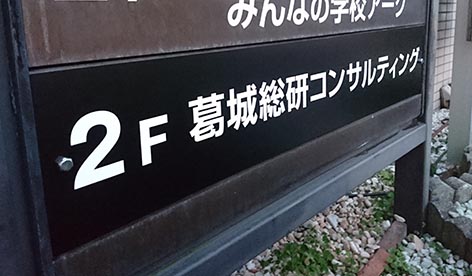 みんなの学校アーク
2F 葛城総研コンサルティング